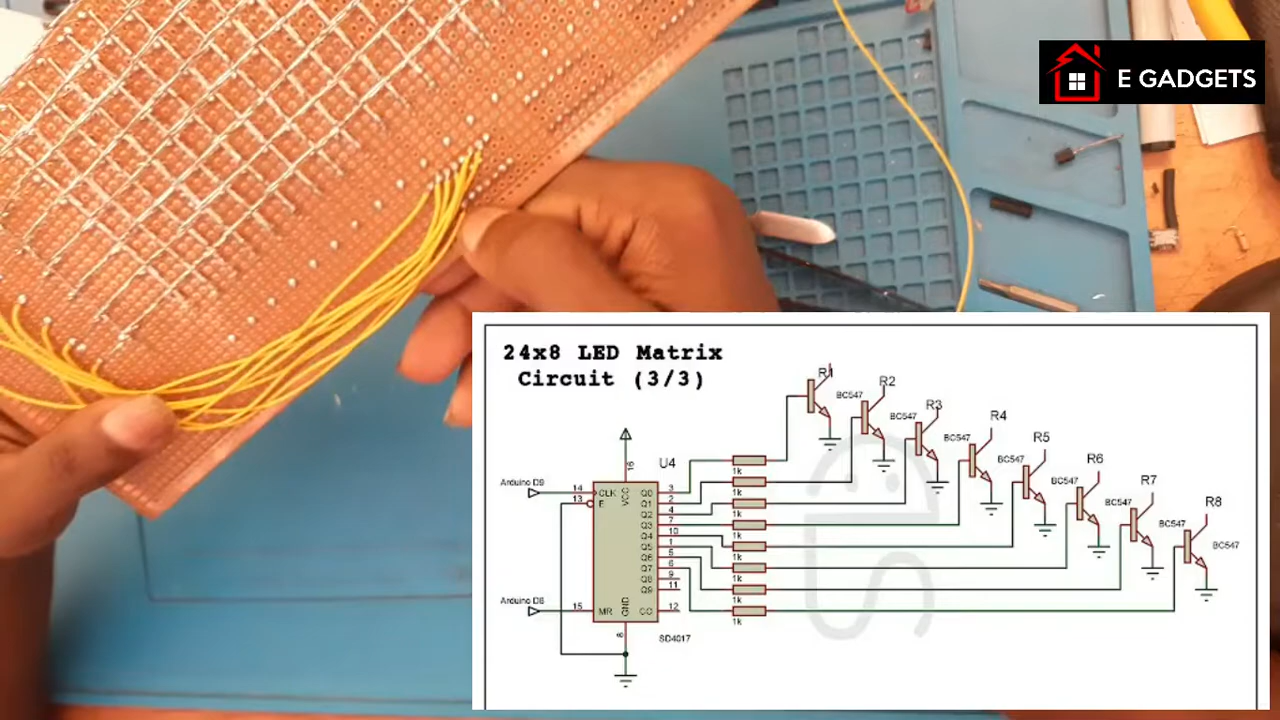 E GADGETS
24x8 LED Matrix
Circuit (3/3)
R1
BC547
R2
BC547
R3
BC547
R4
BC547
R5
BC547
R6
BC547
R7
BC547
R8
BC547
U4
16
VCC
Arduino D9
14
CLK
13
E
Arduino D8
15
MR
GND
8
Q0
3
Q1
2
Q2
4
Q3
7
Q4
10
Q5
1
Q6
5
Q7
6
Q8
9
Q9
11
CO
12
SD4017
1k
1k
1k
1k
1k
1k
1k
1k